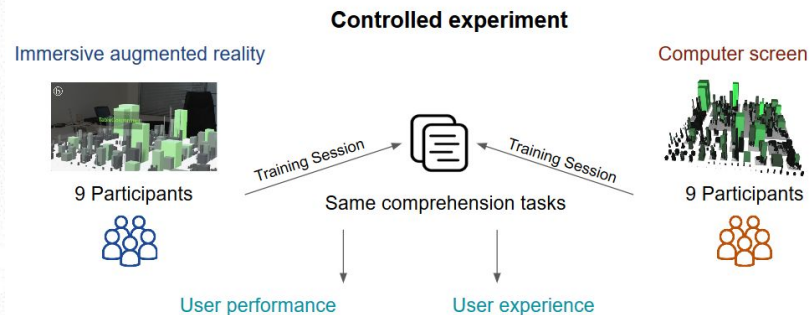 Controlled experiment
Immersive augmented reality
Computer screen
Training Session
Training Session
9 Participants
Same comprehension tasks
9 Participants
User performance
User experience